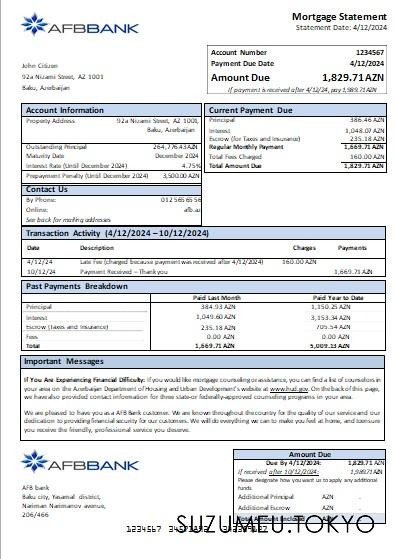 AFBBANK
Mortgage Statement
Statement Date: 4/12/2024
Account Number 1234567
Payment Due Date 4/12/2024
Amount Due 1,829.71AZN
If payment is received after 4/12/24, pay 1,989.71AZN
John Citizen
92a Nizami Street, AZ 1001
Baku, Azerbaijan
Account Information
Property Address 92a Nizami Street, AZ 1001
Baku, Azerbaijan
Outstanding Principal 264,776.43AZN
Maturity Date December 2024
Interest Rate (Until December 2024) 4.75%
Prepayment Penalty (Until December 2024) 3,500.00 AZN
Contact Us
By Phone: 012 565 65 56
Online: afb.az
See back for mailing addresses
Current Payment Due
Principal 386.46 AZN
Interest 1,048.07 AZN
Escrow (for Taxes and Insurance) 235.18 AZN
Regular Monthly Payment 1,669.71 AZN
Total Fees Charged 160.00 AZN
Total Amount Due 1,829.71 AZN
Transaction Activity (4/12/2024 – 10/12/2024)
Date Description Charges Payments
4/12/24 Late Fee (charged because payment was received after 4/12/2024) 160.00 AZN
10/12/24 Payment Received – Thank you 1,669.71 AZN
Past Payments Breakdown
Paid Last Month Paid Year to Date
Principal 384.93 AZN 1,150.25 AZN
Interest 1,049.60 AZN 3,153.34 AZN
Escrow (Taxes and Insurance) 235.18 AZN 705.54 AZN
Fees 0.00 AZN 0.00 AZN
Total 1,669.71 AZN 5,009.13 AZN
Important Messages
If You Are Experiencing Financial Difficulty: If you would like mortgage counseling or assistance, you can find a list of counselors in
your area on the Azerbaijan Department of Housing and Urban Development's website at www.hud.gov. On the back of this page,
we have also provided contact information for three state-or federally-approved counseling programs in your area.
We are pleased to have you as a AFB Bank customer. We are known throughout the country for the quality of our service and our
dedication to providing financial security for our customers. We will do everything we can to make you feel at home, and to ensure
you receive the friendly, professional service you deserve.
AFBBANK
AFB bank
Baku city, Yasamal district,
Nariman Narimanov avenue,
206/466
Amount Due
Due By 4/12/2024: 1,829,71 AZN
If received after 10/12/2024: 1,989.71 AZN
Please designate how you want us to apply any additional
funds.
Additional Principal AZN
Additional Escrow AZN
Total Amount Included AZN
1234567
SUZUMLU.TOKYO